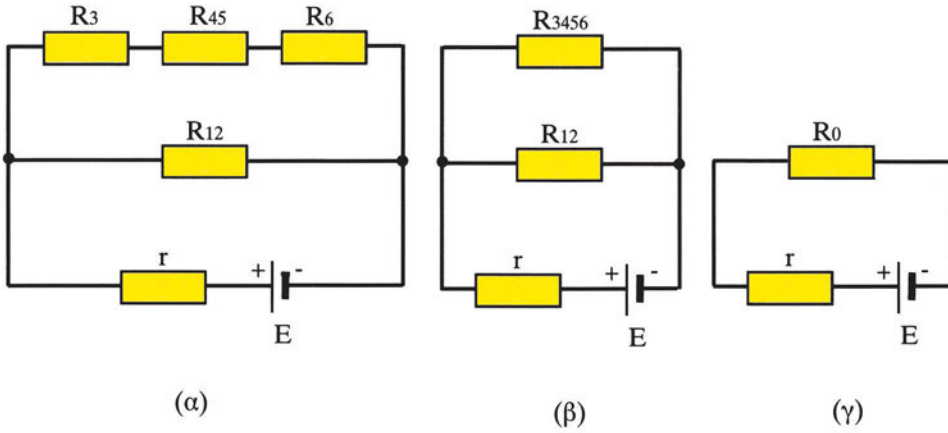 R3 R45 R6 R3456
R12 R12 R0
r + - r + - r + -
E E E
(α) (β) (γ)